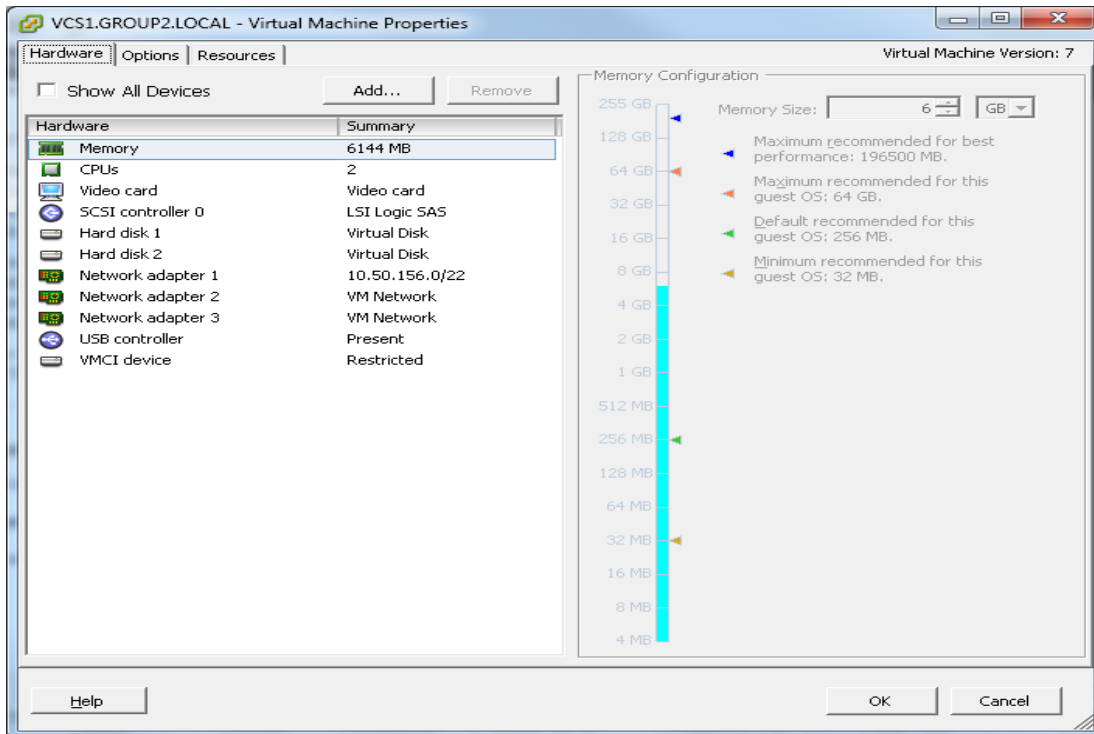 VCS1.GROUP2.LOCAL - Virtual Machine Properties
Hardware Options Resources Virtual Machine Version: 7
Show All Devices Add... Remove
Hardware Summary
Memory 6144 MB
CPUs 2
Video card Video card
SCSI controller 0 LSI Logic SAS
Hard disk 1 Virtual Disk
Hard disk 2 Virtual Disk
Network adapter 1 10.50.156.0/22
Network adapter 2 VM Network
Network adapter 3 VM Network
USB controller Present
VMCI device Restricted
Memory Configuration
255 GB
128 GB
64 GB
32 GB
16 GB
8 GB
4 GB
2 GB
1 GB
512 MB
256 MB
128 MB
64 MB
32 MB
16 MB
8 MB
4 MB
Memory Size: 6 GB
Maximum recommended for best
performance: 196500 MB.
Maximum recommended for this
guest OS: 64 GB.
Default recommended for this
guest OS: 256 MB.
Minimum recommended for this
guest OS: 32 MB.
Help OK Cancel